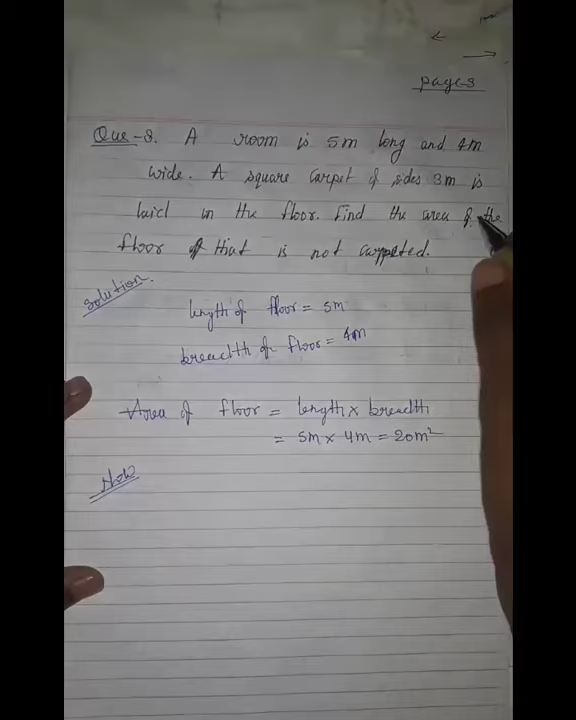 page 3
Que-8. A room is 5m long and 4m
wide. A square carpet of sides 3m is
laid in the floor. Find the area of the
floor of that is not carpeted.
Solution.
length of floor = 5m
breadth of floor = 4m
Area of floor = length × breadth
= 5m × 4m = 20m²
Now